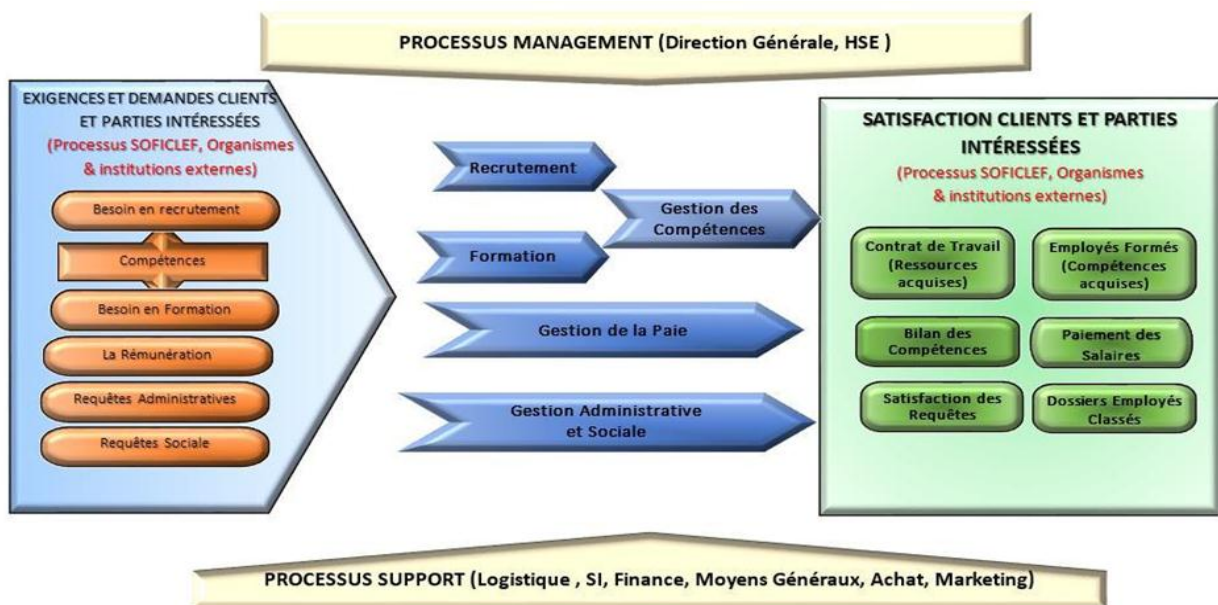 PROCESSUS MANAGEMENT (Direction Générale, HSE )
EXIGENCES ET DEMANDES CLIENTS
ET PARTIES INTÉRESSÉES
(Processus SOFICLEF, Organismes
& institutions externes)
Besoin en recrutement
Compétences
Besoin en Formation
La Rémunération
Requêtes Administratives
Requêtes Sociale
Recrutement
Gestion des
Compétences
Formation
Gestion de la Paie
Gestion Administrative
et Sociale
SATISFACTION CLIENTS ET PARTIES
INTÉRESSÉES
(Processus SOFICLEF, Organismes
& institutions externes)
Contrat de Travail
(Ressources
acquises)
Employés Formés
(Compétences
acquises)
Bilan des
Compétences
Paiement des
Salaires
Satisfaction des
Requêtes
Dossiers Employés
Classés
PROCESSUS SUPPORT (Logistique , SI, Finance, Moyens Généraux, Achat, Marketing)